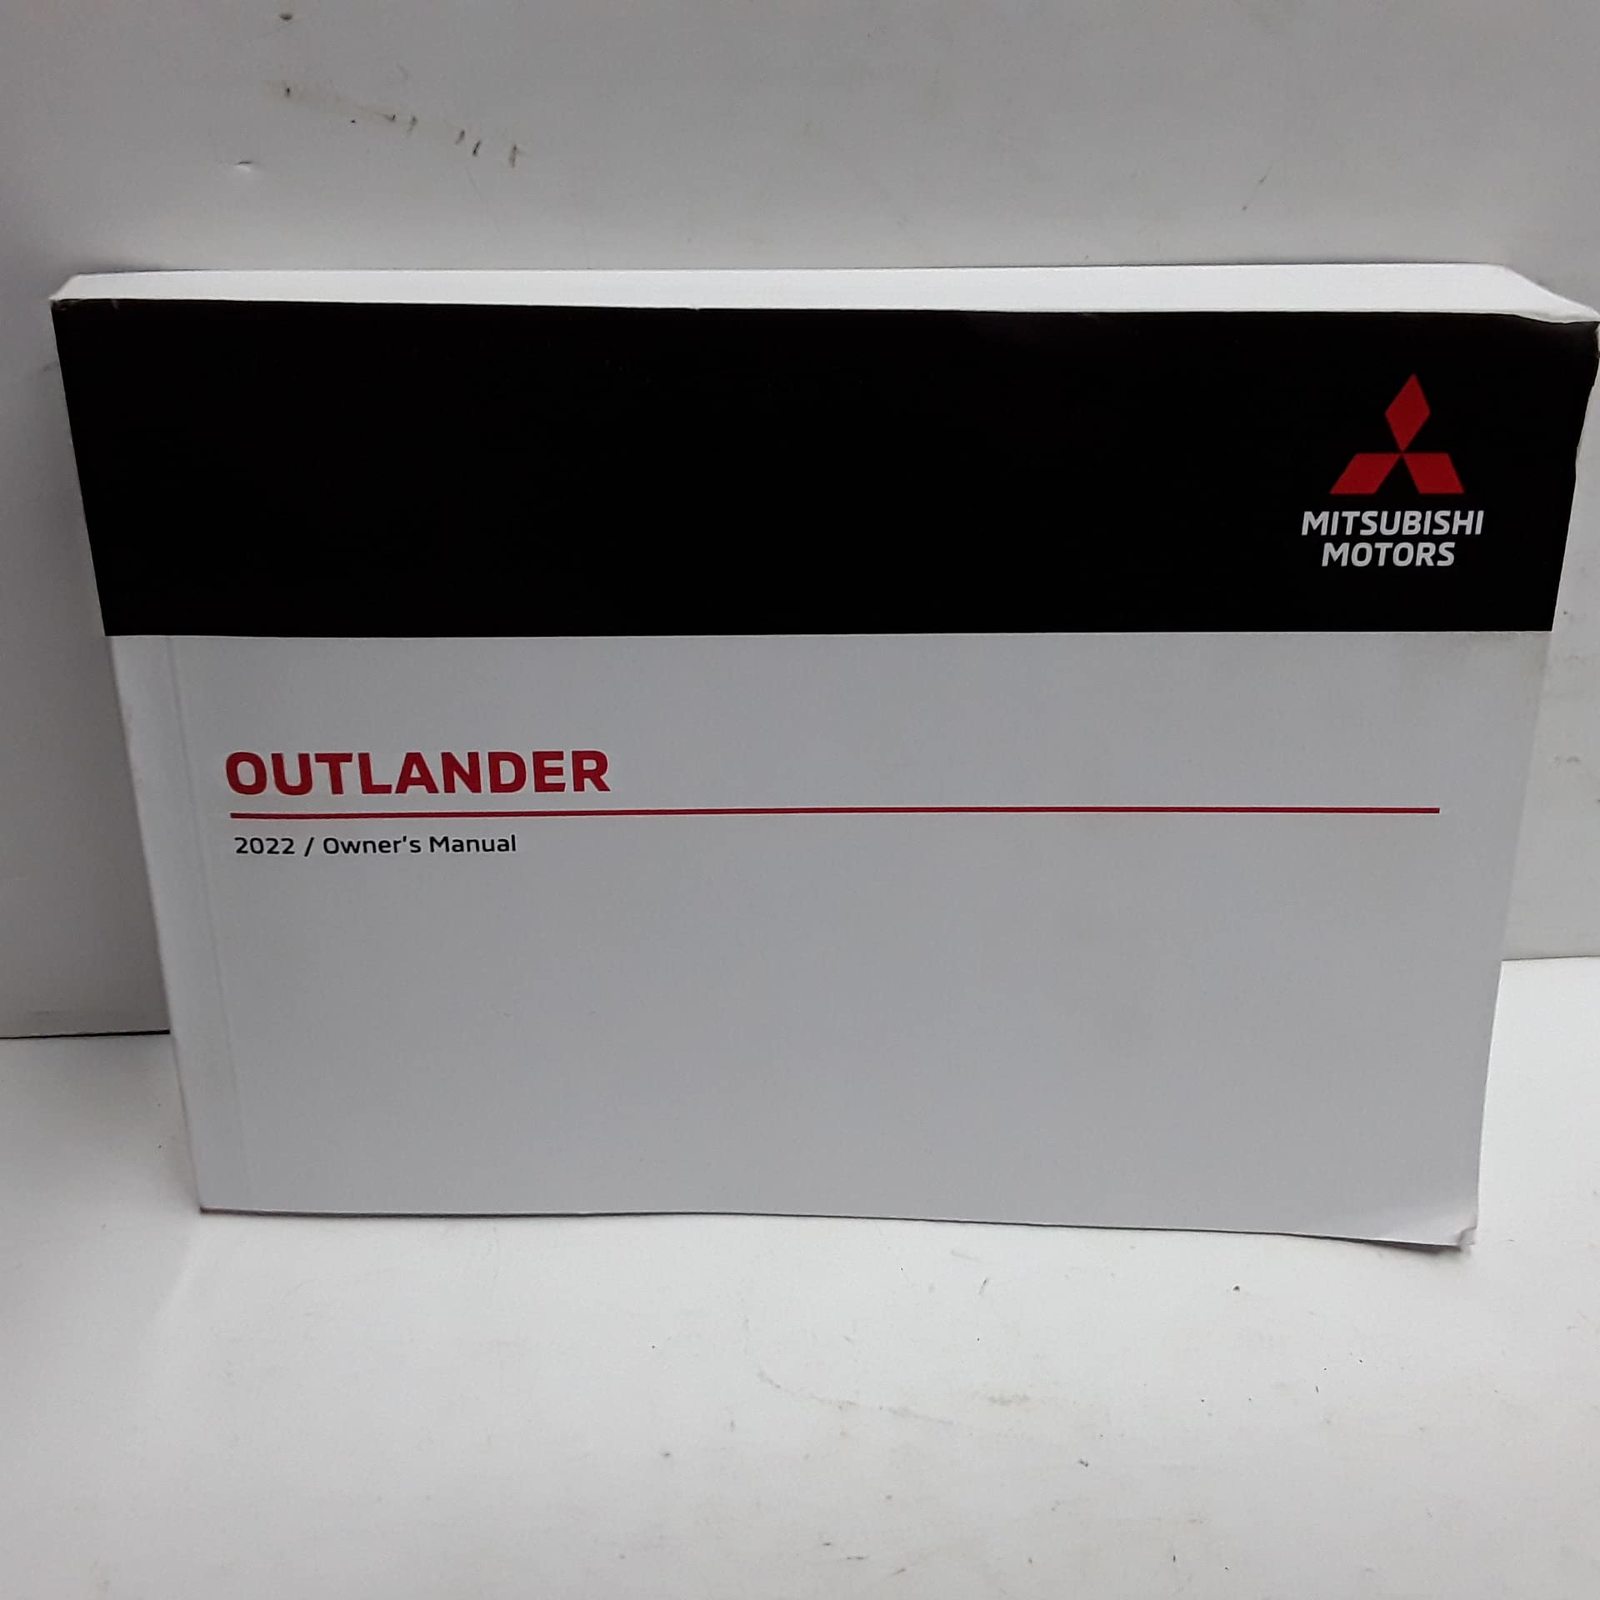 MITSUBISHI
MOTORS
OUTLANDER
2022 / Owner's Manual